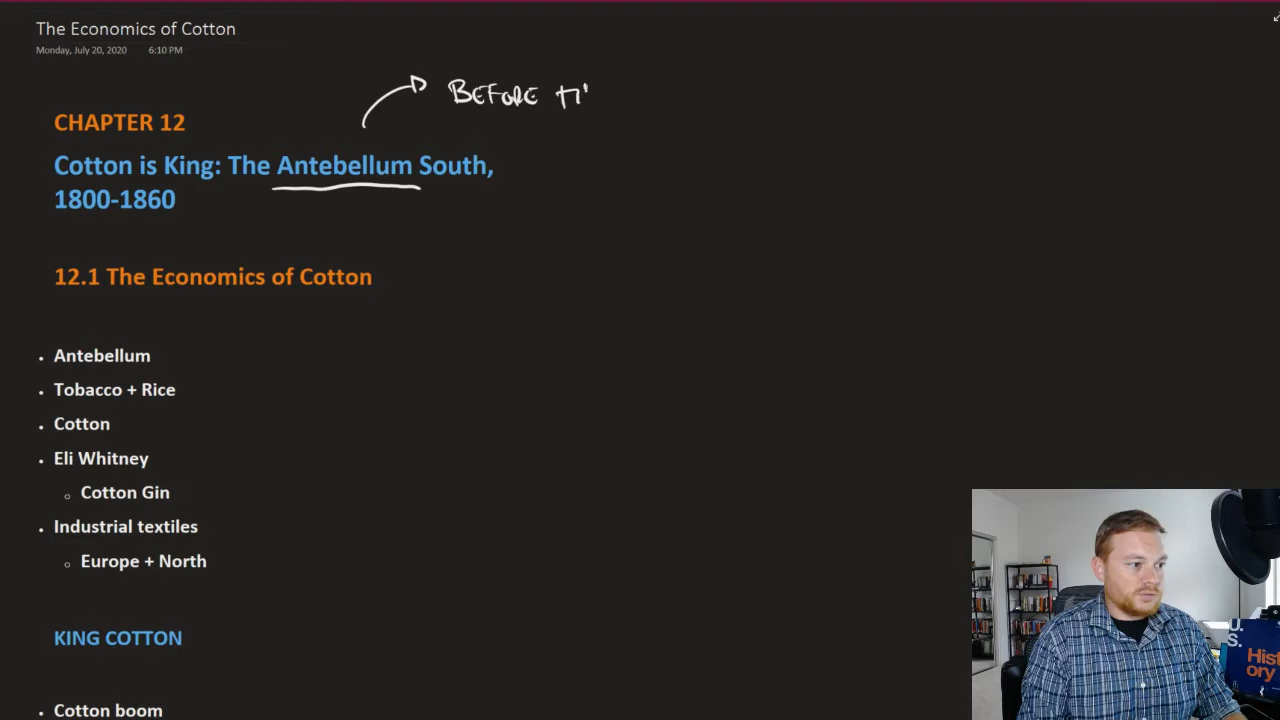 The Economics of Cotton
Monday, July 20, 2020 6:10 PM
BEFORE
CHAPTER 12
Cotton is King: The Antebellum South,
1800-1860
12.1 The Economics of Cotton
• Antebellum
• Tobacco + Rice
• Cotton
• Eli Whitney
○ Cotton Gin
• Industrial textiles
○ Europe + North
KING COTTON
• Cotton boom
U.
S.
Hist
ory